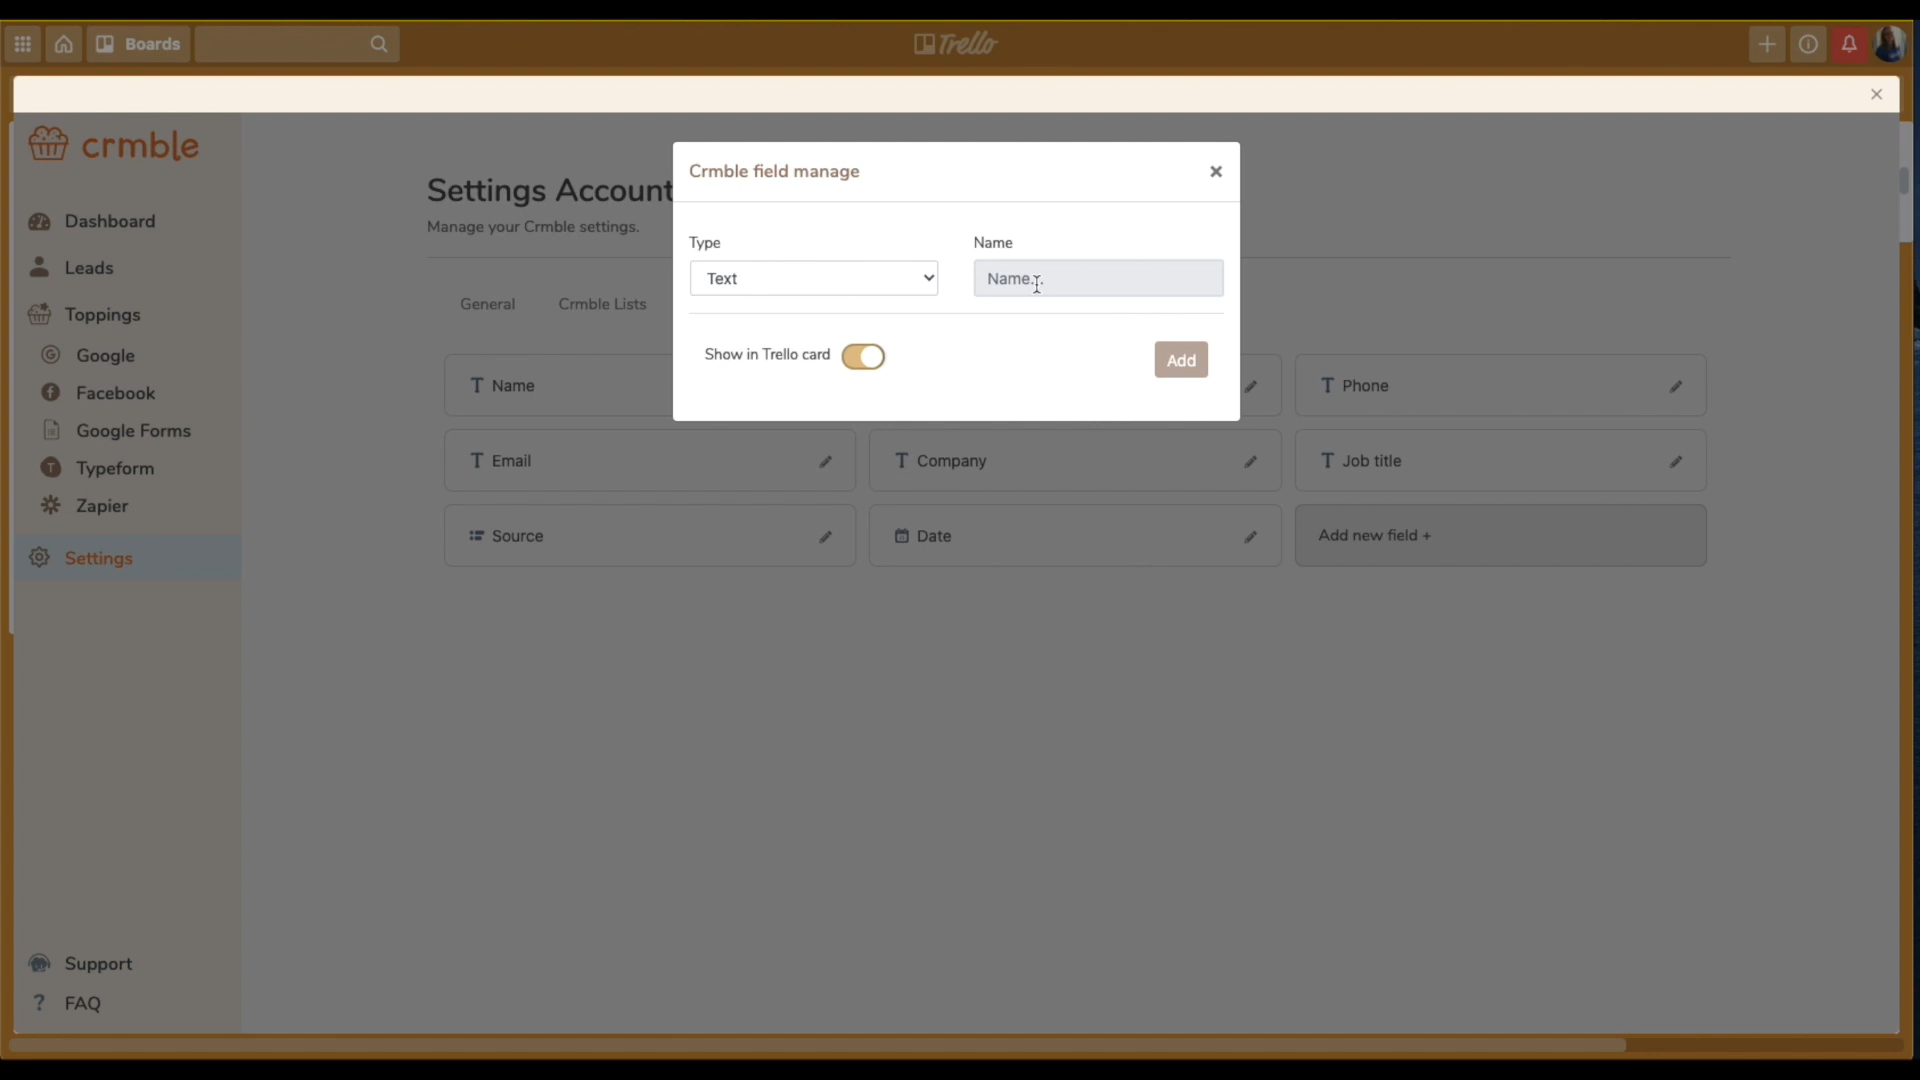 Boards
Trello
crmble
Crmble field manage
Settings Account
Manage your Crmble settings.
Dashboard
Leads
Toppings
Google
Facebook
Google Forms
Typeform
Zapier
Settings
Support
FAQ
Type
Name
Text
Name...
Show in Trello card
Add
General
Crmble Lists
Name
Phone
Email
Company
Job title
Source
Date
Add new field +